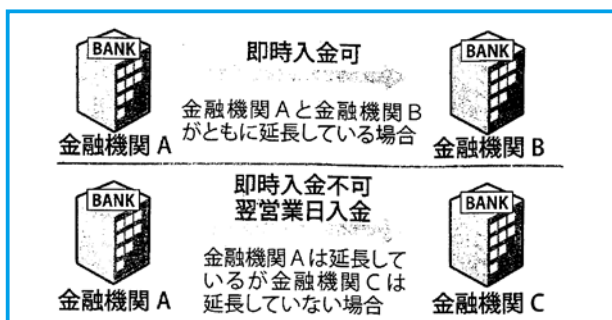 BANK
BANK
即時入金可
金融機関Aと金融機関B
がともに延長している場合
金融機関 A
金融機関 B
BANK
BANK
即時入金不可
翌営業日入金
金融機関Aは延長して
いるが金融機関Cは
延長していない場合
金融機関 A
金融機関 C